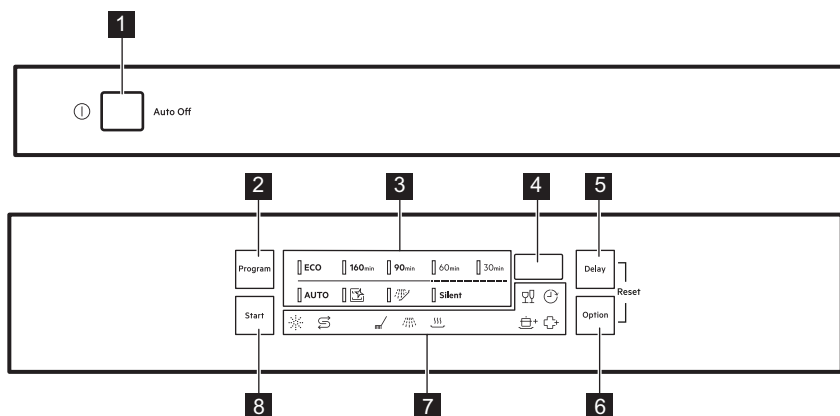 1
Auto Off
2 3 4 5
Program ECO 160min 90min 60min 30min Delay
Reset
Start AUTO Silent Option
8 7 6